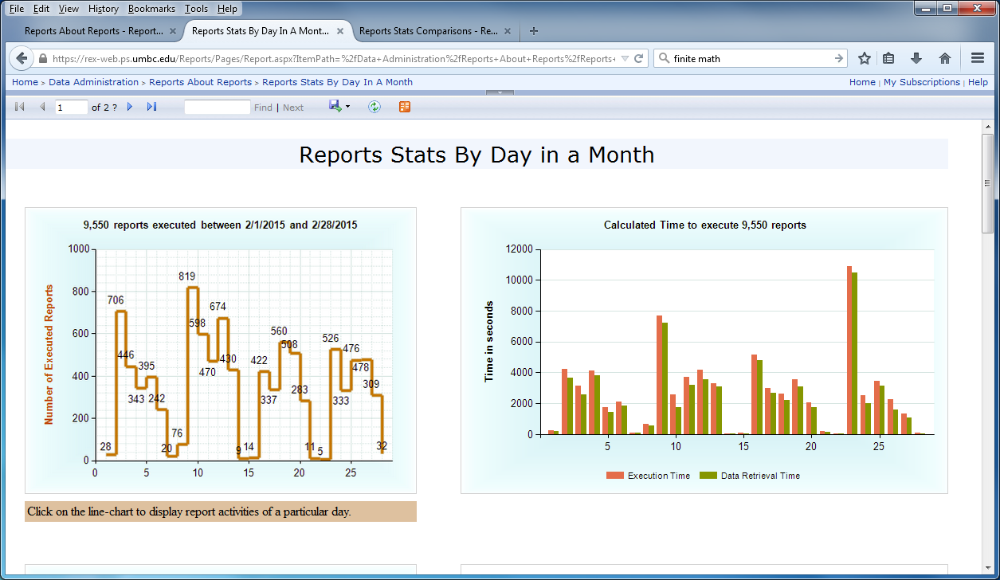 File Edit View History Bookmarks Tools Help
Reports About Reports - Report... Reports Stats By Day In A Mont... Reports Stats Comparisons - Re...
https://rex-web.ps.umbc.edu/Reports/Pages/Report.aspx?ItemPath=%2fData+Administration%2fReports+About+Reports%2fReports+ finite math
Home > Data Administration > Reports About Reports > Reports Stats By Day In A Month Home | My Subscriptions | Help
1 of 2 ? Find | Next
Reports Stats By Day in a Month
9,550 reports executed between 2/1/2015 and 2/28/2015
Number of Executed Reports
1000
800
600
400
200
0
0 5 10 15 20 25
28
706
446
343
395
242
20
76
819
598
470
674
430
9
14
422
337
560
508
283
11
5
526
333
476
478
309
32
Click on the line-chart to display report activities of a particular day.
Calculated Time to execute 9,550 reports
Time in seconds
12000
10000
8000
6000
4000
2000
0
5 10 15 20 25
Execution Time Data Retrieval Time